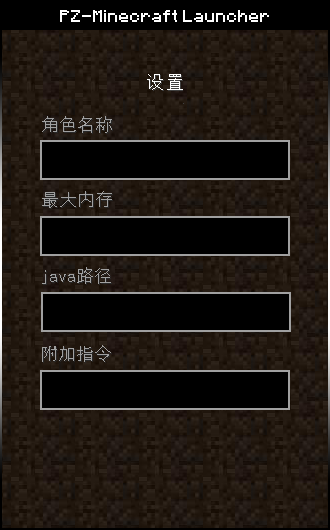 PZ-Minecraft Launcher
设置
角色名称
最大内存
java路径
附加指令